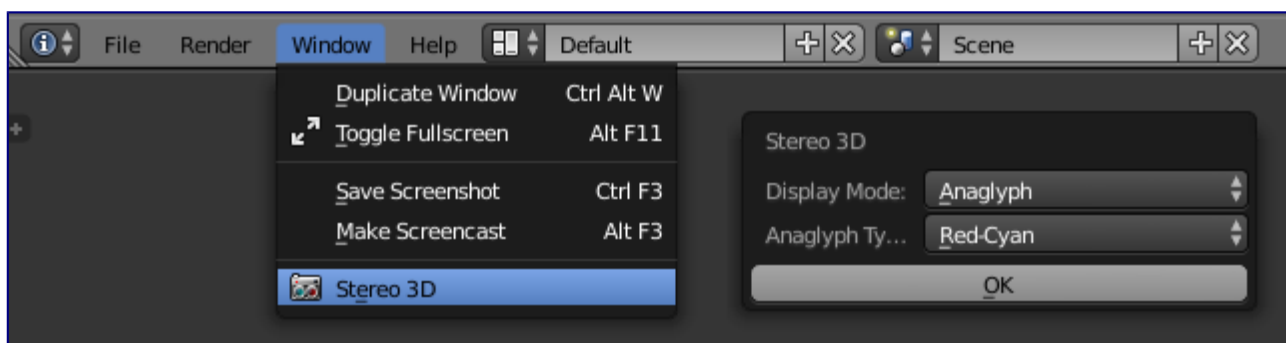 File Render Window Help Default Scene
Duplicate Window Ctrl Alt W
Toggle Fullscreen Alt F11
Save Screenshot Ctrl F3
Make Screencast Alt F3
Stereo 3D
Stereo 3D
Display Mode: Anaglyph
Anaglyph Ty... Red-Cyan
OK